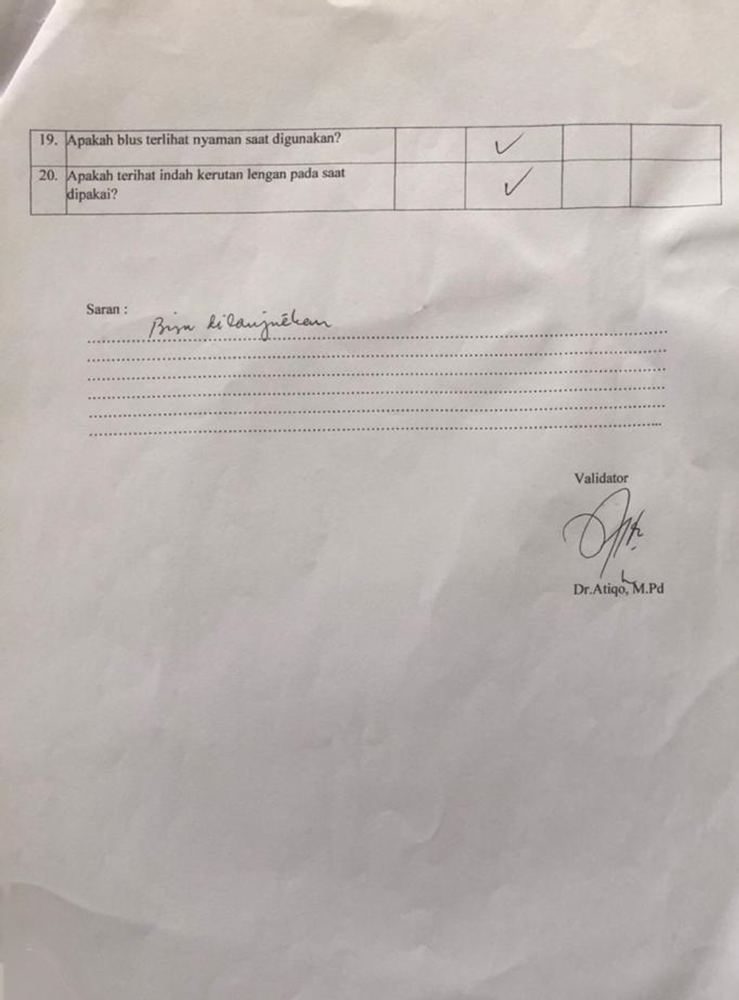 19. Apakah blus terlihat nyaman saat digunakan? ✓
20. Apakah terihat indah kerutan lengan pada saat ✓
dipakai?
Saran :
Bisa dilanjutkan
Validator
Dr.Atiqo, M.Pd